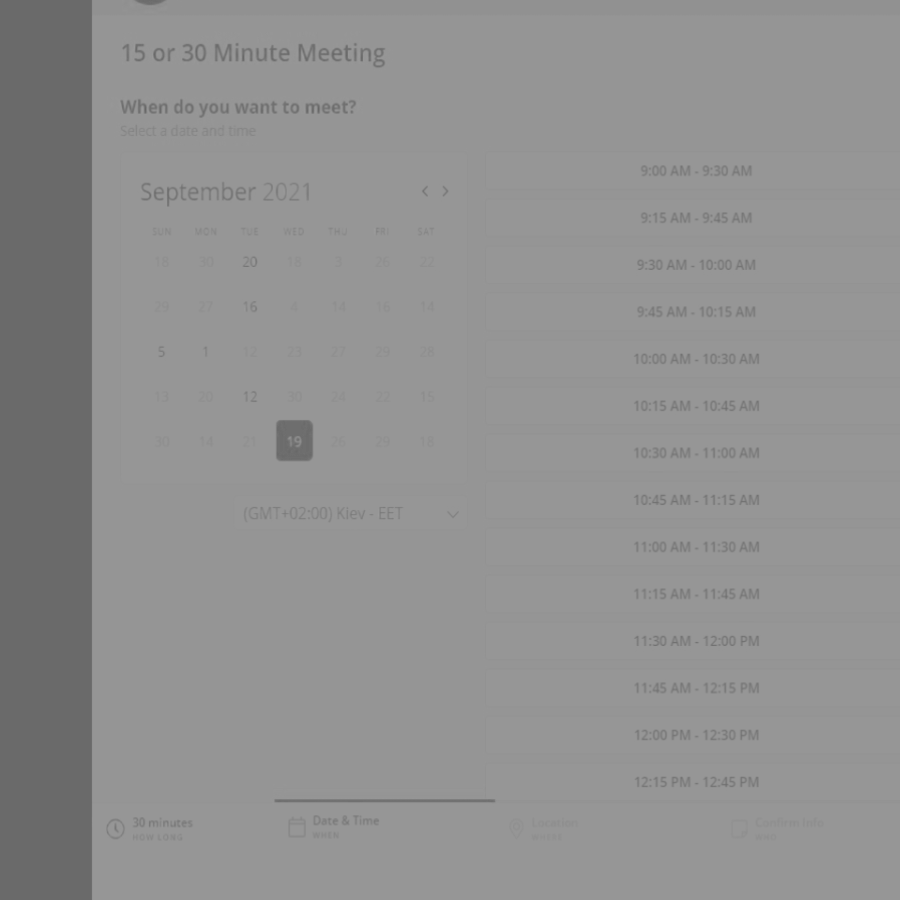 15 or 30 Minute Meeting
When do you want to meet?
Select a date and time
September 2021
SUN MON TUE WED THU FRI SAT
18 30 20 18 3 26 22
29 27 16 4 14 16 14
5 1 12 23 27 29 28
13 20 12 30 24 22 15
30 14 21 19 26 29 18
(GMT+02:00) Kiev - EET
9:00 AM - 9:30 AM
9:15 AM - 9:45 AM
9:30 AM - 10:00 AM
9:45 AM - 10:15 AM
10:00 AM - 10:30 AM
10:15 AM - 10:45 AM
10:30 AM - 11:00 AM
10:45 AM - 11:15 AM
11:00 AM - 11:30 AM
11:15 AM - 11:45 AM
11:30 AM - 12:00 PM
11:45 AM - 12:15 PM
12:00 PM - 12:30 PM
12:15 PM - 12:45 PM
30 minutes
HOW LONG
Date & Time
WHEN
Location
WHERE
Confirm Info
WHO